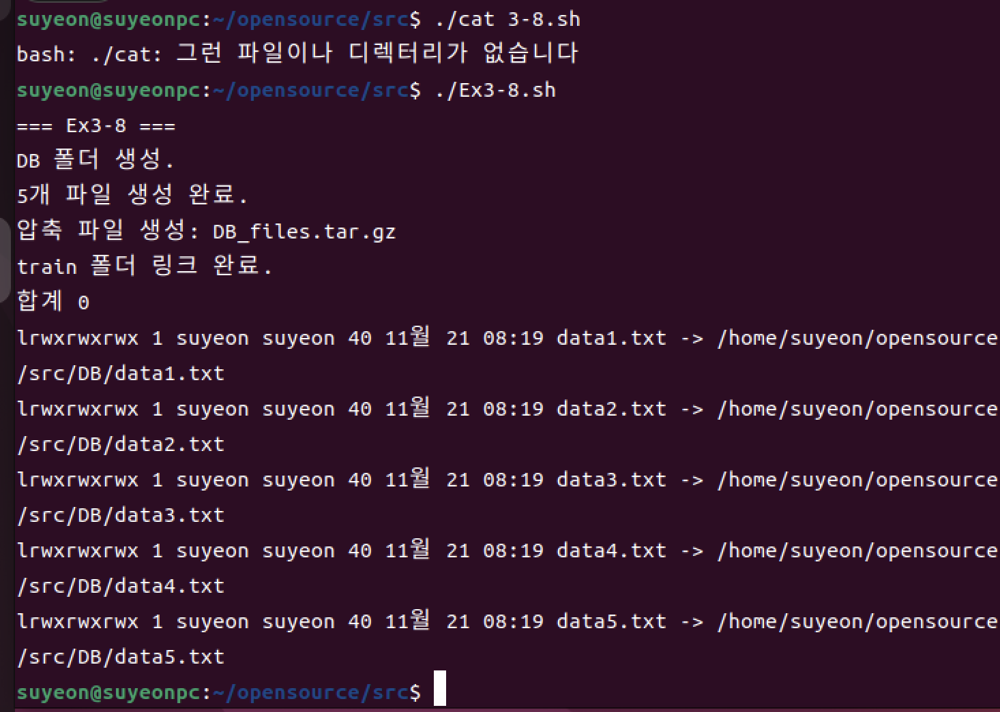 suyeon@suyeonpc:~/opensource/src$ ./cat 3-8.sh
bash: ./cat: 그런 파일이나 디렉터리가 없습니다
suyeon@suyeonpc:~/opensource/src$ ./Ex3-8.sh
=== Ex3-8 ===
DB 폴더 생성.
5개 파일 생성 완료.
압축 파일 생성: DB_files.tar.gz
train 폴더 링크 완료.
합계 0
lrwxrwxrwx 1 suyeon suyeon 40 11월 21 08:19 data1.txt -> /home/suyeon/opensource
/src/DB/data1.txt
lrwxrwxrwx 1 suyeon suyeon 40 11월 21 08:19 data2.txt -> /home/suyeon/opensource
/src/DB/data2.txt
lrwxrwxrwx 1 suyeon suyeon 40 11월 21 08:19 data3.txt -> /home/suyeon/opensource
/src/DB/data3.txt
lrwxrwxrwx 1 suyeon suyeon 40 11월 21 08:19 data4.txt -> /home/suyeon/opensource
/src/DB/data4.txt
lrwxrwxrwx 1 suyeon suyeon 40 11월 21 08:19 data5.txt -> /home/suyeon/opensource
/src/DB/data5.txt
suyeon@suyeonpc:~/opensource/src$